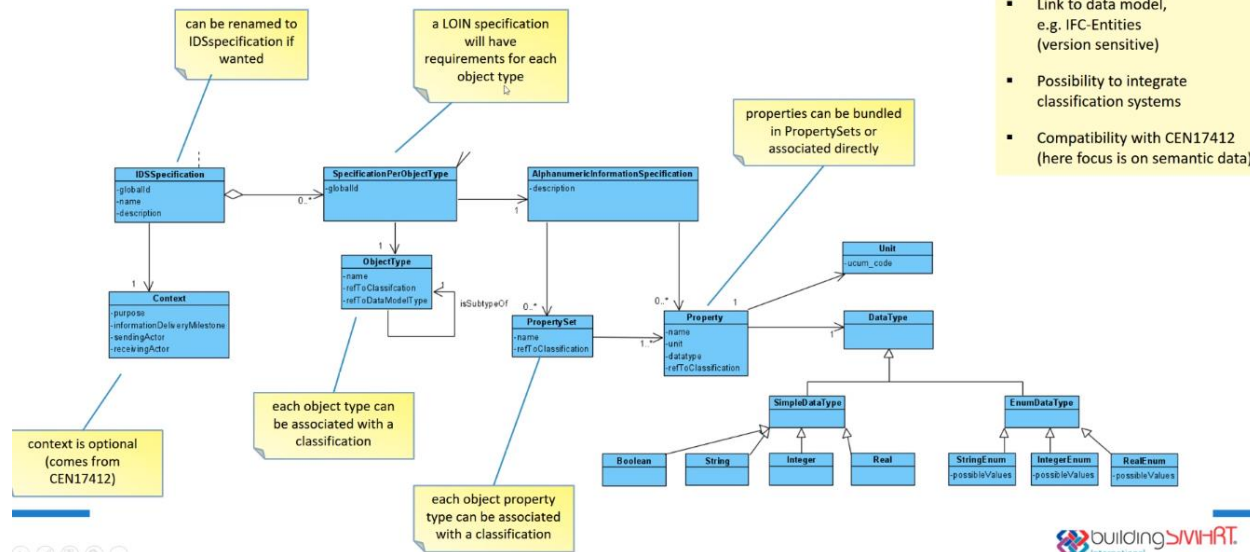 can be renamed to
IDSspecification if
wanted
a LOIN specification
will have
requirements for each
object type
properties can be bundled
in PropertySets or
associated directly
▪ Link to data model,
e.g. IFC-Entities
(version sensitive)
▪ Possibility to integrate
classification systems
▪ Compatibility with CEN17412
(here focus is on semantic data)
IDSSpecification
-globalId
-name
-description
0..*
SpecificationPerObjectType
-globalId
1
AlphanumericInformationSpecification
-description
1
Context
-purpose
-informationDeliveryMilestone
-sendingActor
-receivingActor
1
ObjectType
-name
-refToClassifcation
-refToDataModelType
1
isSubtypeOf
0..*
PropertySet
-name
-refToClassification
1..*
0..*
Property
-name
-unit
-datatype
-refToClassification
1
Unit
-ucum_code
1
DataType
SimpleDataType
EnumDataType
Boolean
String
Integer
Real
StringEnum
-possibleValues
IntegerEnum
-possibleValues
RealEnum
-possibleValues
context is optional
(comes from
CEN17412)
each object type can
be associated with a
classification
each object property
type can be associated
with a classification
buildingSMART.
International